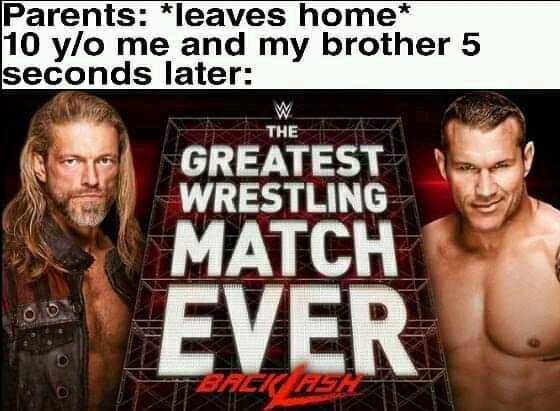 Parents: *leaves home*
10 y/o me and my brother 5
seconds later:
W
THE
GREATEST
WRESTLING
MATCH
EVER
BACKLASH